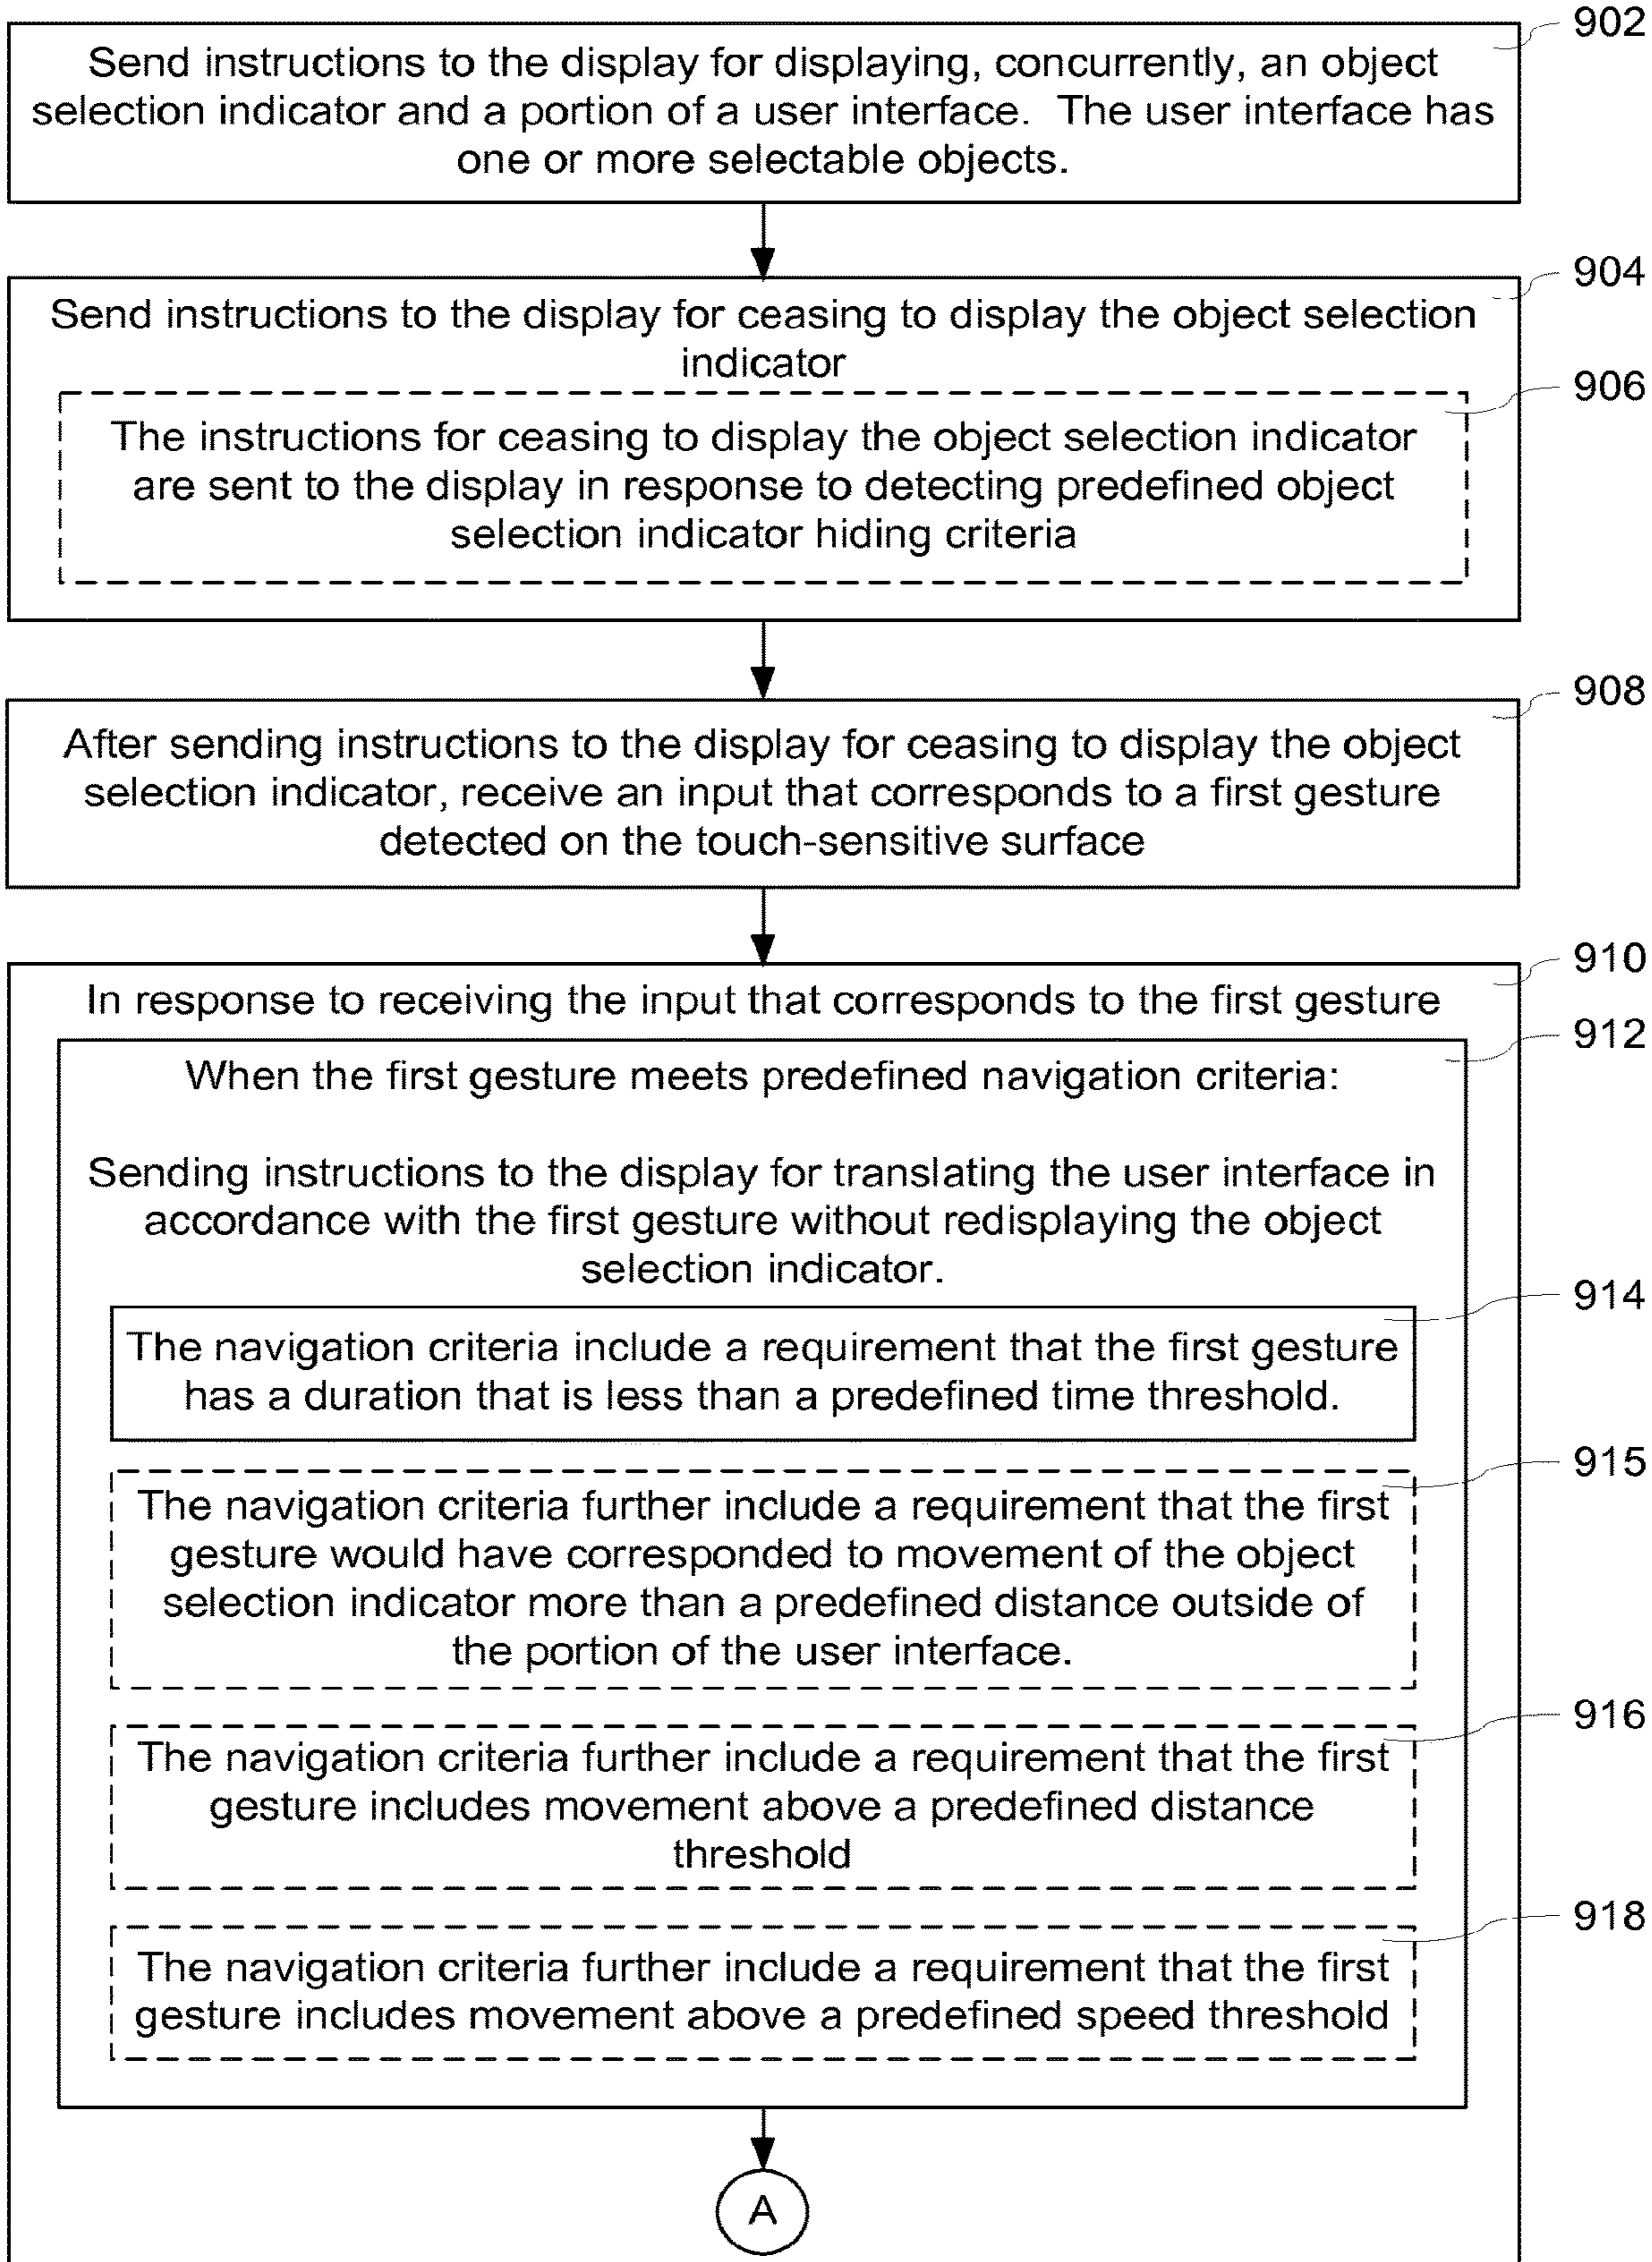 902
Send instructions to the display for displaying, concurrently, an object
selection indicator and a portion of a user interface. The user interface has
one or more selectable objects.
904
Send instructions to the display for ceasing to display the object selection
indicator
906
The instructions for ceasing to display the object selection indicator
are sent to the display in response to detecting predefined object
selection indicator hiding criteria
908
After sending instructions to the display for ceasing to display the object
selection indicator, receive an input that corresponds to a first gesture
detected on the touch-sensitive surface
910
In response to receiving the input that corresponds to the first gesture
912
When the first gesture meets predefined navigation criteria:
Sending instructions to the display for translating the user interface in
accordance with the first gesture without redisplaying the object
selection indicator.
914
The navigation criteria include a requirement that the first gesture
has a duration that is less than a predefined time threshold.
915
The navigation criteria further include a requirement that the first
gesture would have corresponded to movement of the object
selection indicator more than a predefined distance outside of
the portion of the user interface.
916
The navigation criteria further include a requirement that the first
gesture includes movement above a predefined distance
threshold
918
The navigation criteria further include a requirement that the first
gesture includes movement above a predefined speed threshold
A